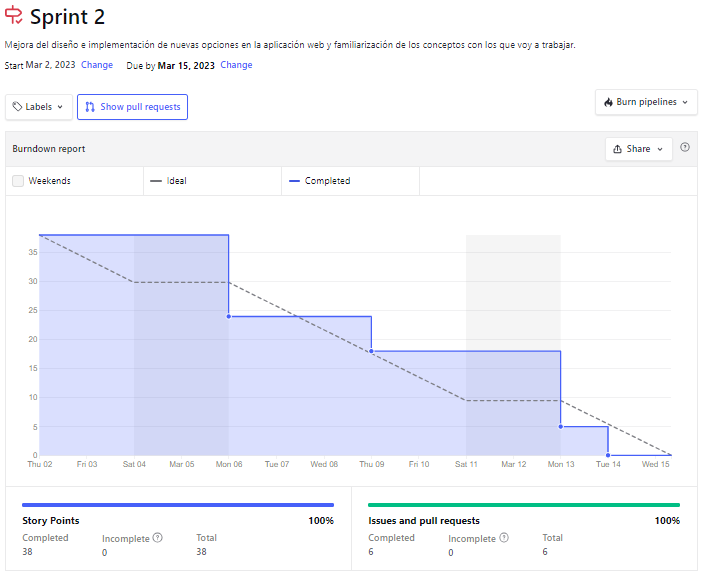 Sprint 2
Mejora del diseño e implementación de nuevas opciones en la aplicación web y familiarización de los conceptos con los que voy a trabajar.
Start Mar 2, 2023 Change Due by Mar 15, 2023 Change
Labels Show pull requests Burn pipelines
Burndown report Share
Weekends Ideal Completed
35
30
25
20
15
10
5
0
Thu 02 Fri 03 Sat 04 Mar 05 Mon 06 Tue 07 Wed 08 Thu 09 Fri 10 Sat 11 Mar 12 Mon 13 Tue 14 Wed 15
Story Points 100% Issues and pull requests 100%
Completed Incomplete Total Completed Incomplete Total
38 0 38 6 0 6